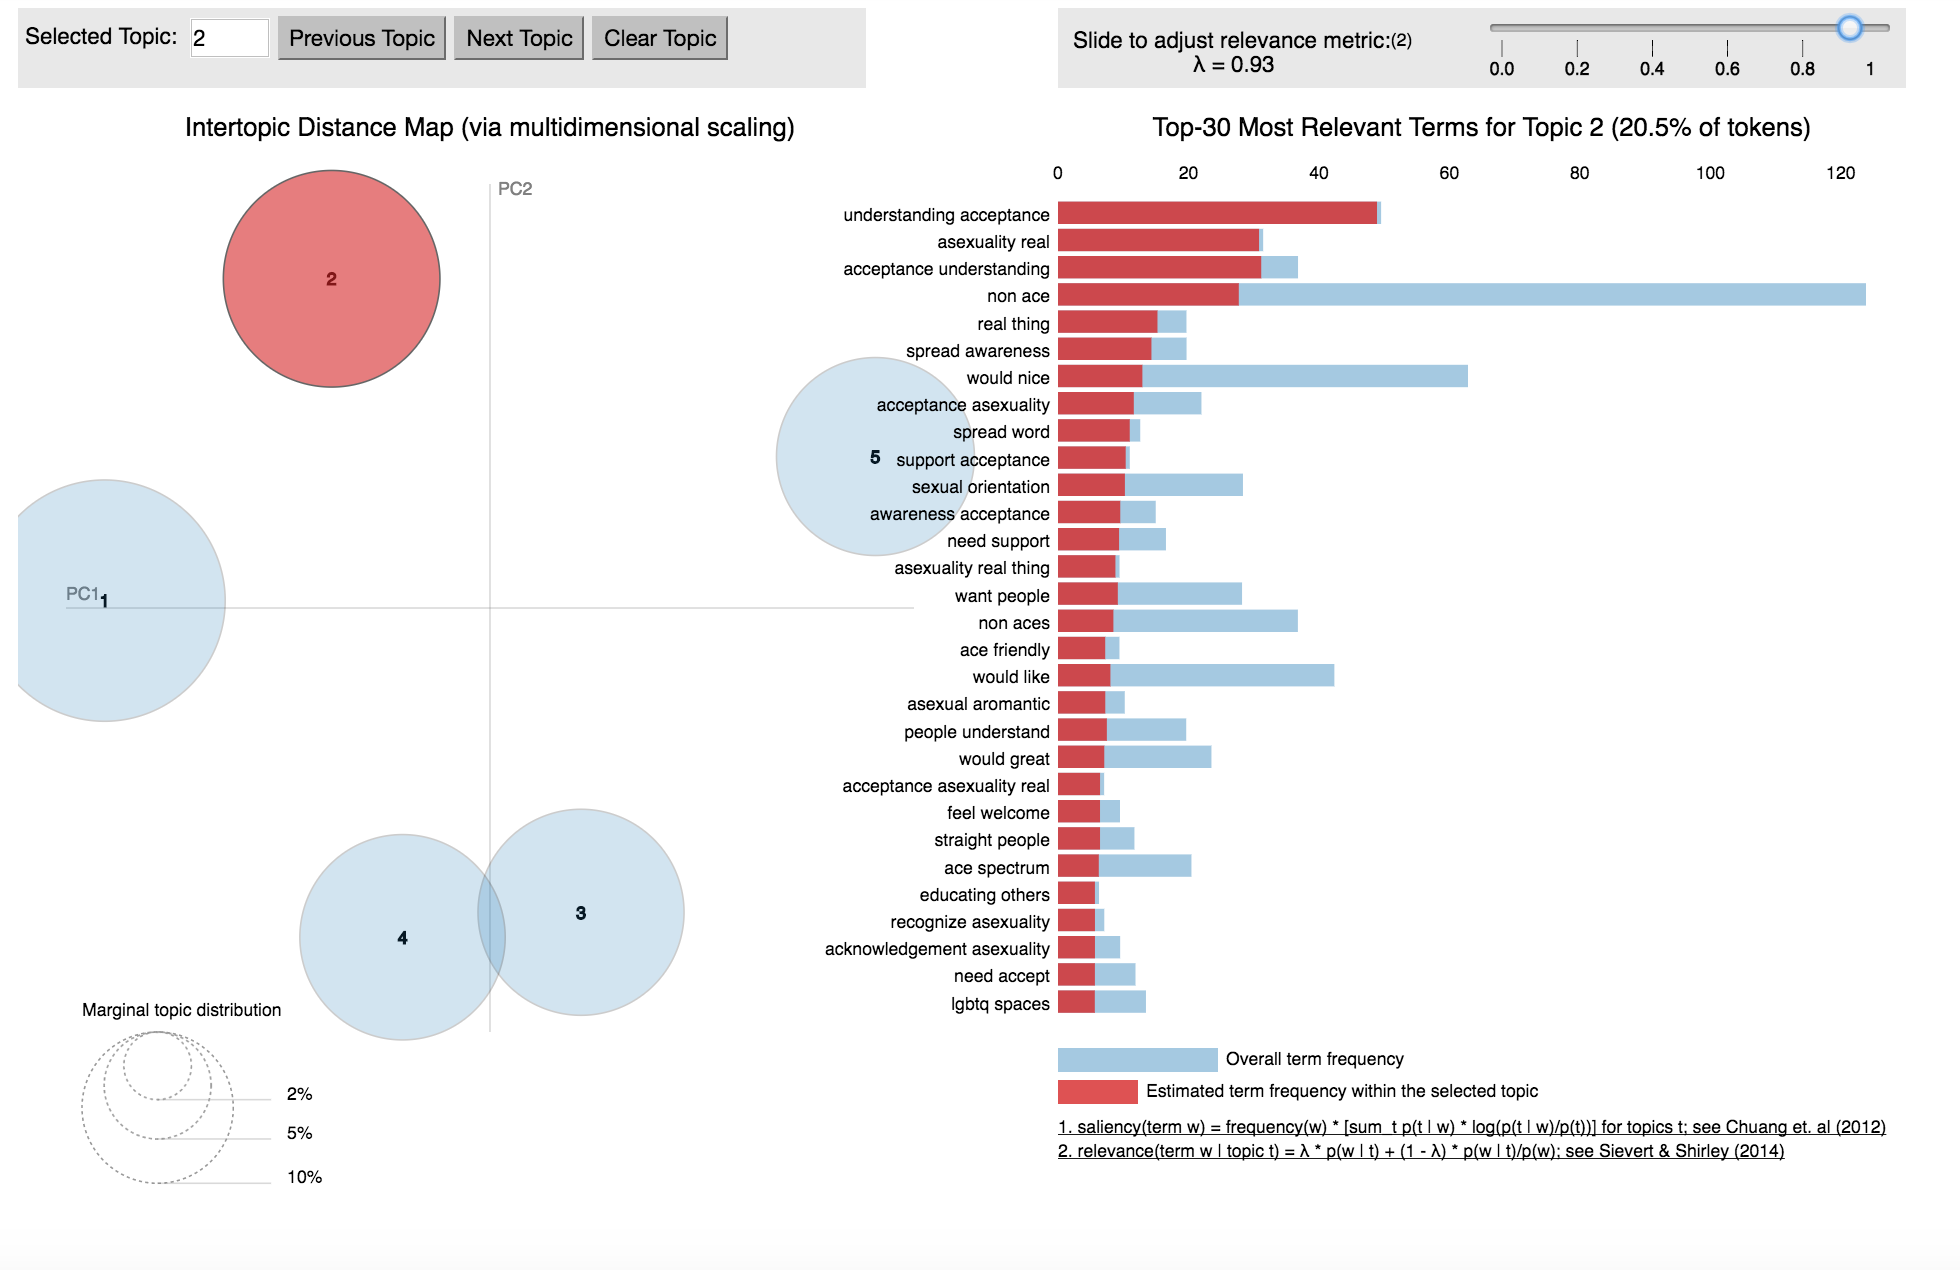 Selected Topic: 2 Previous Topic Next Topic Clear Topic
Slide to adjust relevance metric:(2)
λ = 0.93
0.0 0.2 0.4 0.6 0.8 1
Intertopic Distance Map (via multidimensional scaling)
PC2
2
5
PC1
1
4
3
Marginal topic distribution
2%
5%
10%
Top-30 Most Relevant Terms for Topic 2 (20.5% of tokens)
0 20 40 60 80 100 120
understanding acceptance
asexuality real
acceptance understanding
non ace
real thing
spread awareness
would nice
acceptance asexuality
spread word
support acceptance
sexual orientation
awareness acceptance
need support
asexuality real thing
want people
non aces
ace friendly
would like
asexual aromantic
people understand
would great
acceptance asexuality real
feel welcome
straight people
ace spectrum
educating others
recognize asexuality
acknowledgement asexuality
need accept
lgbtq spaces
Overall term frequency
Estimated term frequency within the selected topic
1. saliency(term w) = frequency(w) * [sum_t p(t | w) * log(p(t | w)/p(t))] for topics t; see Chuang et. al (2012)
2. relevance(term w | topic t) = λ * p(w | t) + (1 - λ) * p(w | t)/p(w); see Sievert & Shirley (2014)